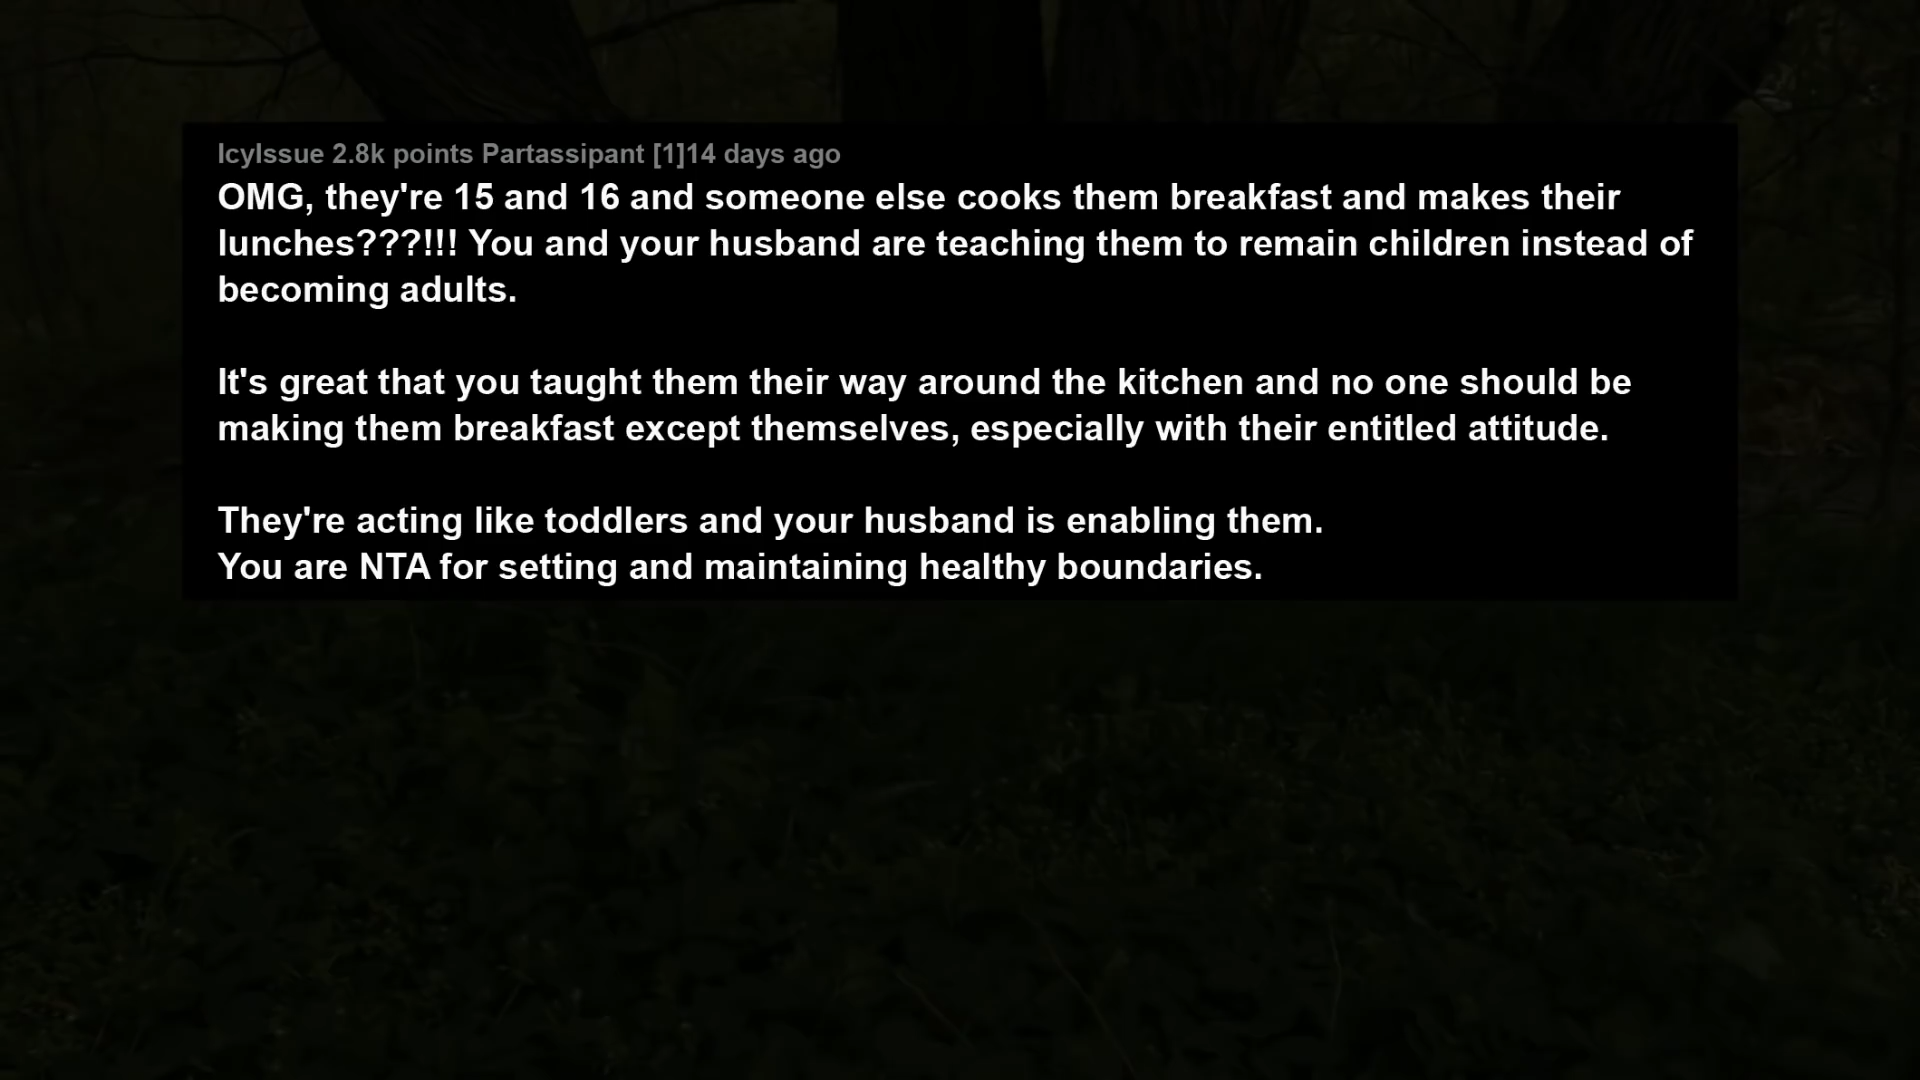 IcyIssue 2.8k points Partassipant [1]14 days ago
OMG, they're 15 and 16 and someone else cooks them breakfast and makes their
lunches???!!! You and your husband are teaching them to remain children instead of
becoming adults.
It's great that you taught them their way around the kitchen and no one should be
making them breakfast except themselves, especially with their entitled attitude.
They're acting like toddlers and your husband is enabling them.
You are NTA for setting and maintaining healthy boundaries.